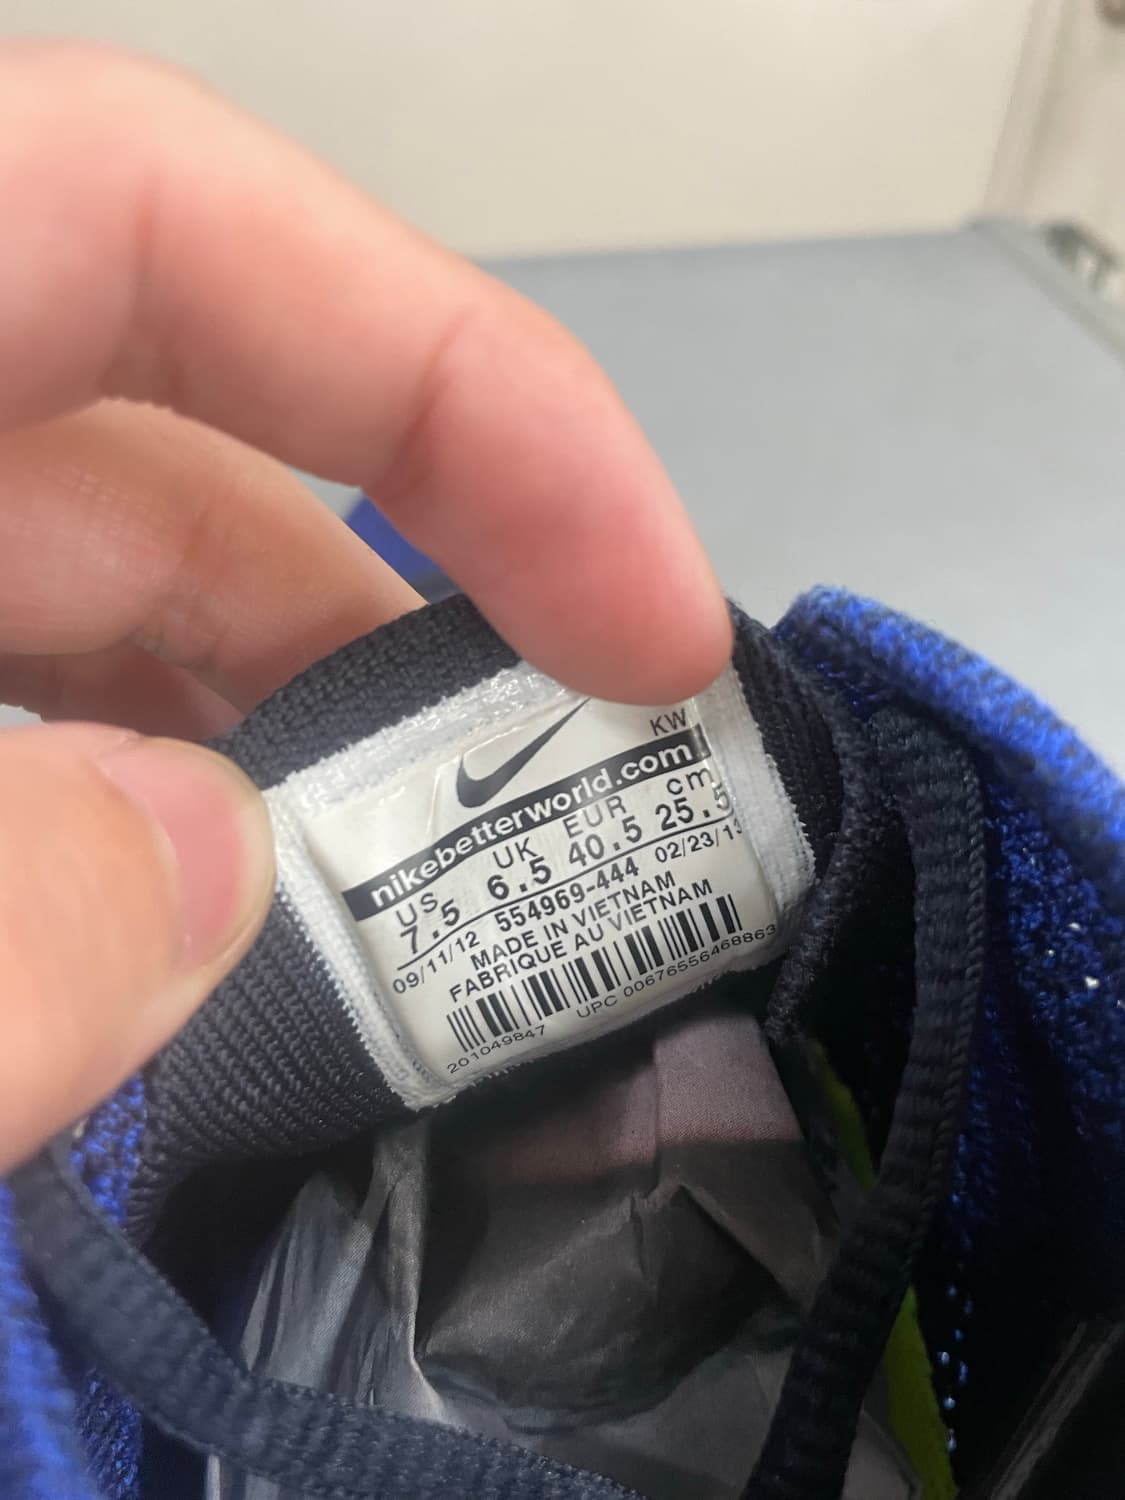 KW
nikebetterworld.com
US UK EUR cm
7.5 6.5 40.5 25.5
09/11/12 554969-444 02/23/13
MADE IN VIETNAM
FABRIQUE AU VIETNAM
201049847 UPC 00676556468863